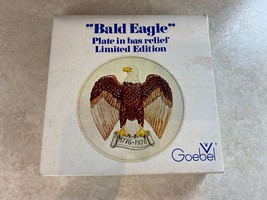 "Bald Eagle"
Plate in bas relief
Limited Edition
1776-1976
Goebel